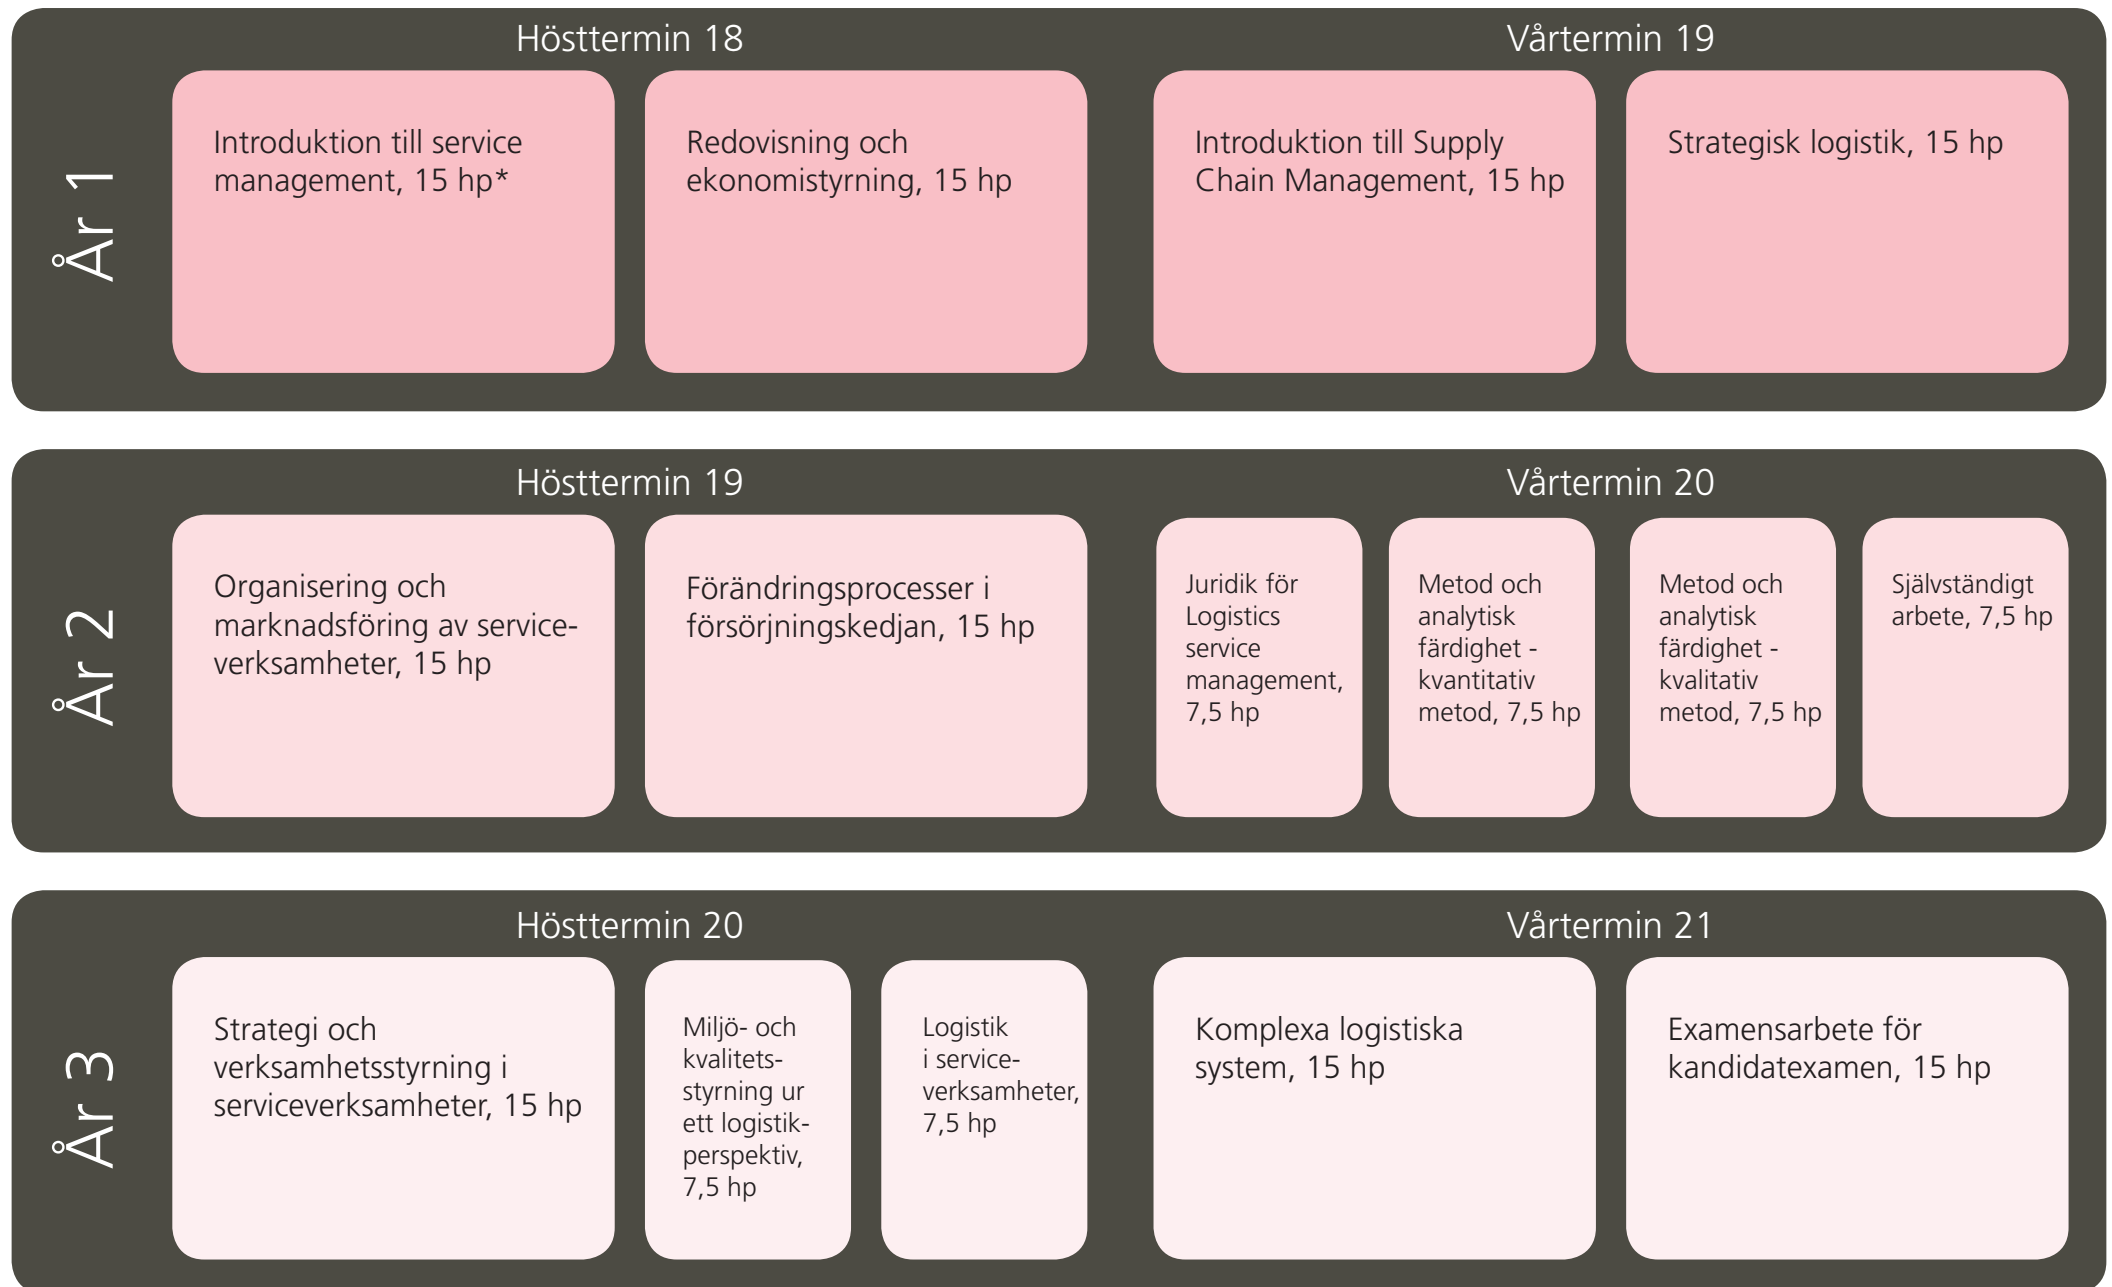 År 1
Hösttermin 18
Introduktion till service
management, 15 hp*
Redovisning och
ekonomistyrning, 15 hp
Vårtermin 19
Introduktion till Supply
Chain Management, 15 hp
Strategisk logistik, 15 hp
År 2
Hösttermin 19
Organisering och
marknadsföring av service-
verksamheter, 15 hp
Förändringsprocesser i
försörjningskedjan, 15 hp
Vårtermin 20
Juridik för
Logistics
service
management,
7,5 hp
Metod och
analytisk
färdighet -
kvantitativ
metod, 7,5 hp
Metod och
analytisk
färdighet -
kvalitativ
metod, 7,5 hp
Självständigt
arbete, 7,5 hp
År 3
Hösttermin 20
Strategi och
verksamhetsstyrning i
serviceverksamheter, 15 hp
Miljö- och
kvalitets-
styrning ur
ett logistik-
perspektiv,
7,5 hp
Logistik
i service-
verksamheter,
7,5 hp
Vårtermin 21
Komplexa logistiska
system, 15 hp
Examensarbete för
kandidatexamen, 15 hp